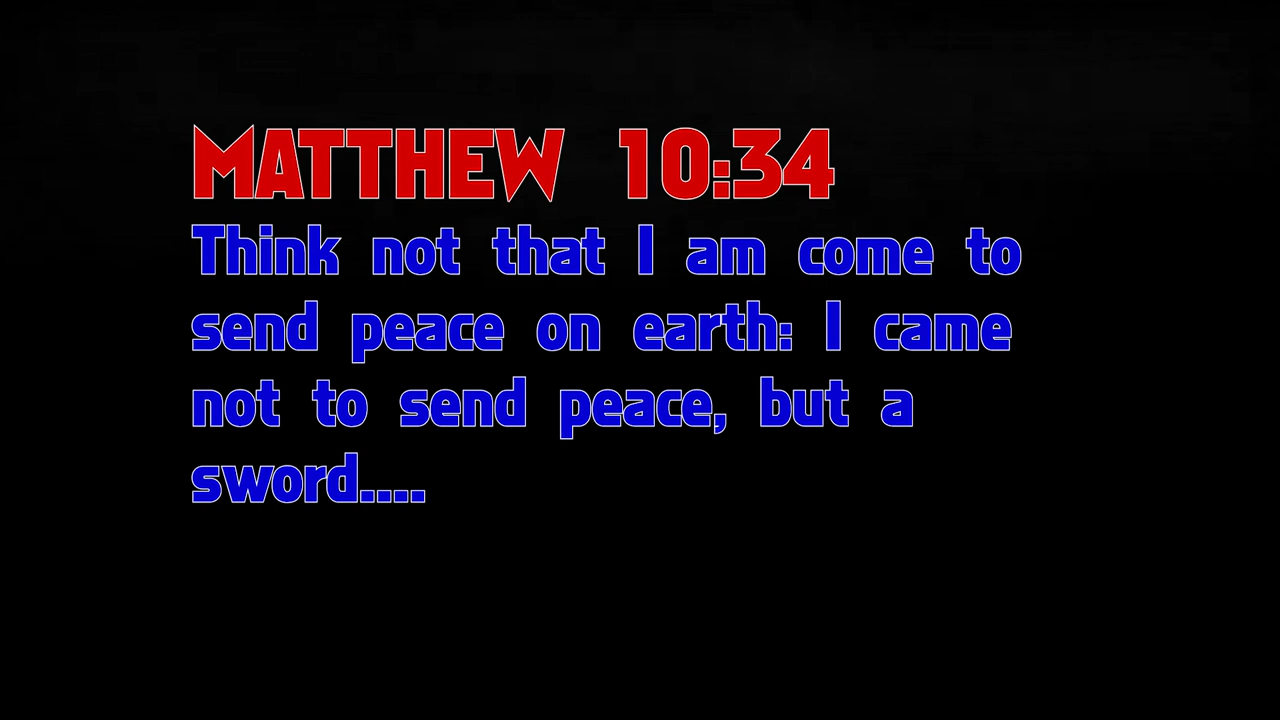 MATTHEW 10:34
Think not that I am come to
send peace on earth: I came
not to send peace, but a
sword....